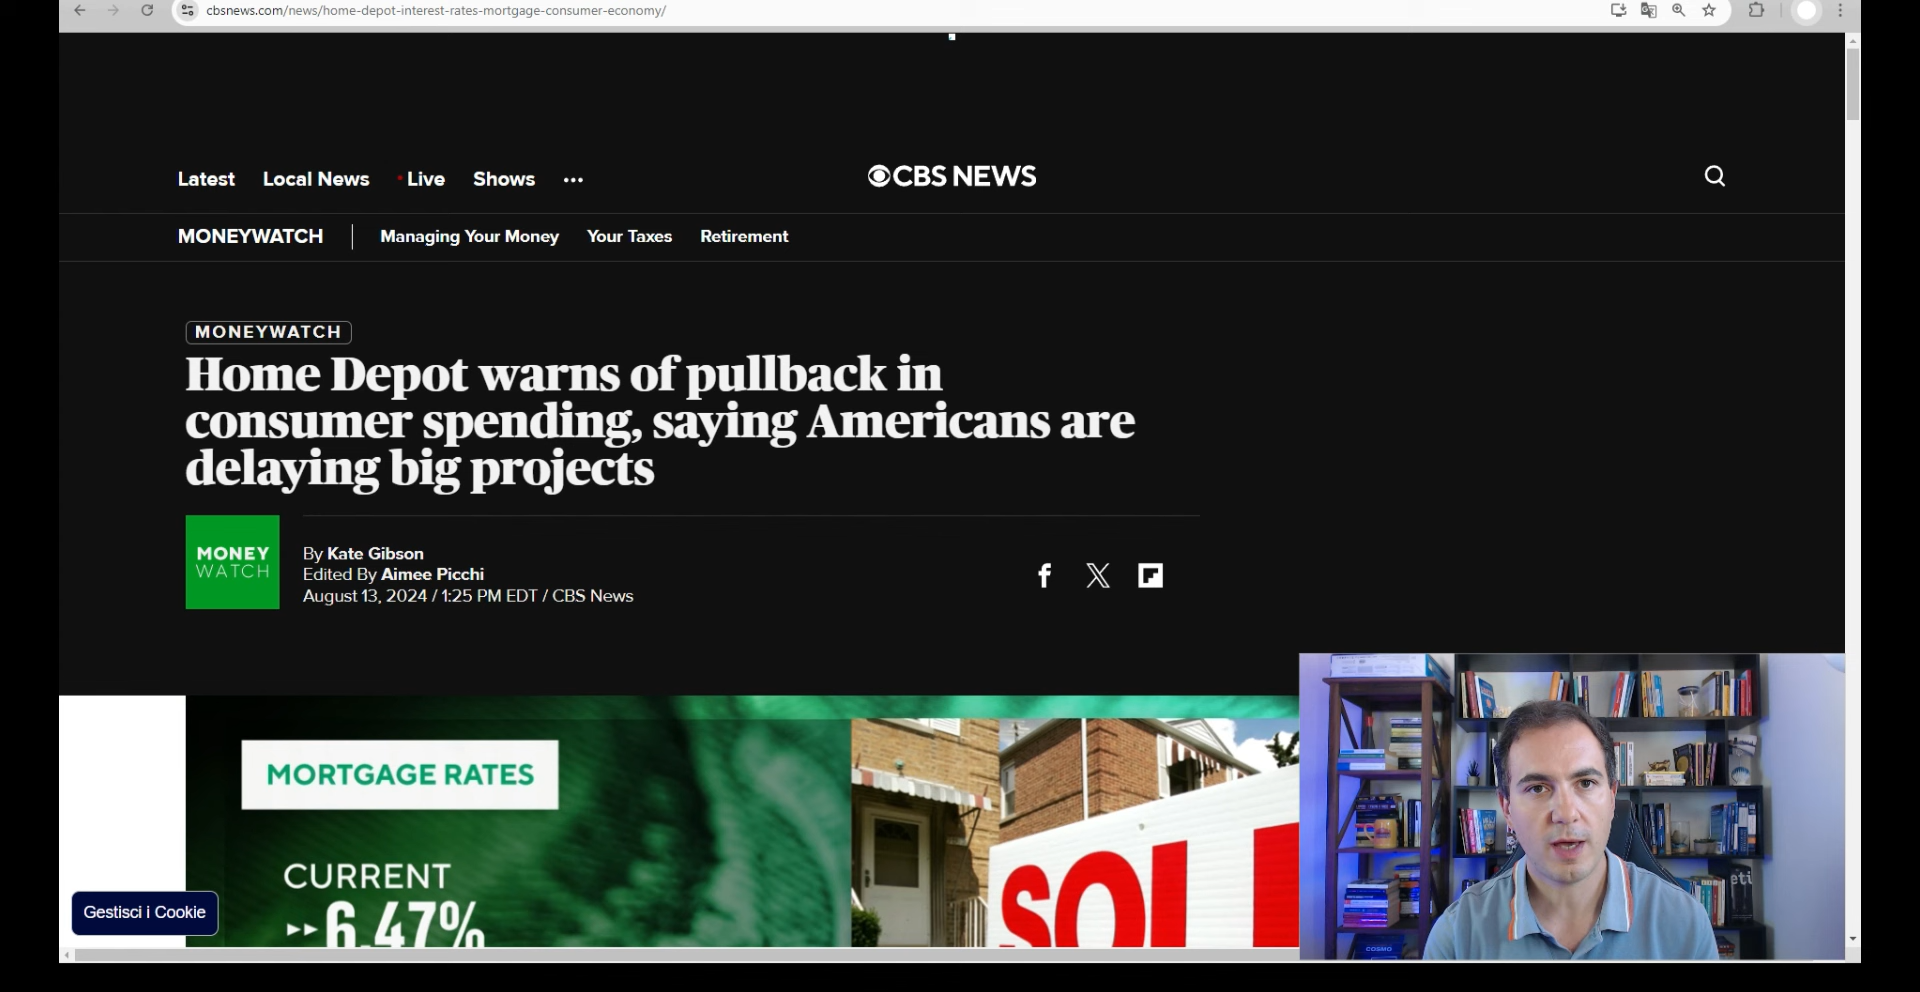 cbsnews.com/news/home-depot-interest-rates-mortgage-consumer-economy/
Latest Local News Live Shows ...
CBS NEWS
MONEYWATCH Managing Your Money Your Taxes Retirement
MONEYWATCH
Home Depot warns of pullback in
consumer spending, saying Americans are
delaying big projects
MONEY
WATCH
By Kate Gibson
Edited By Aimee Picchi
August 13, 2024 / 1:25 PM EDT / CBS News
MORTGAGE RATES
CURRENT
6.47%
SOL
Gestisci i Cookie
COSMO
eti